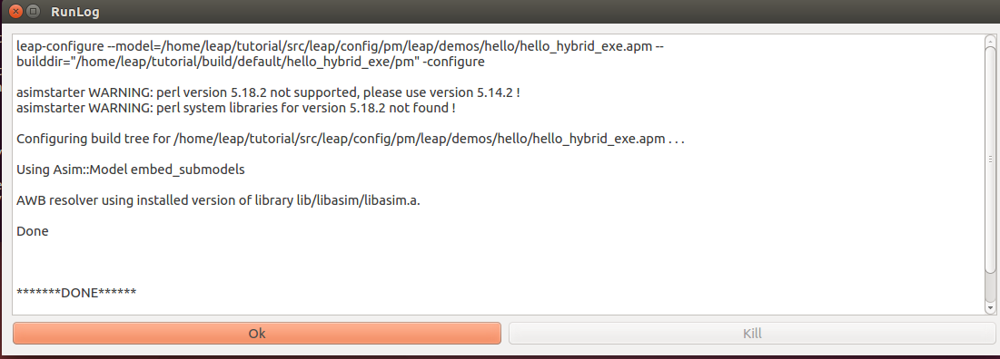 RunLog
leap-configure --model=/home/leap/tutorial/src/leap/config/pm/leap/demos/hello/hello_hybrid_exe.apm --
builddir="/home/leap/tutorial/build/default/hello_hybrid_exe/pm" -configure
asimstarter WARNING: perl version 5.18.2 not supported, please use version 5.14.2 !
asimstarter WARNING: perl system libraries for version 5.18.2 not found !
Configuring build tree for /home/leap/tutorial/src/leap/config/pm/leap/demos/hello/hello_hybrid_exe.apm . . .
Using Asim::Model embed_submodels
AWB resolver using installed version of library lib/libasim/libasim.a.
Done
*******DONE******
Ok
Kill